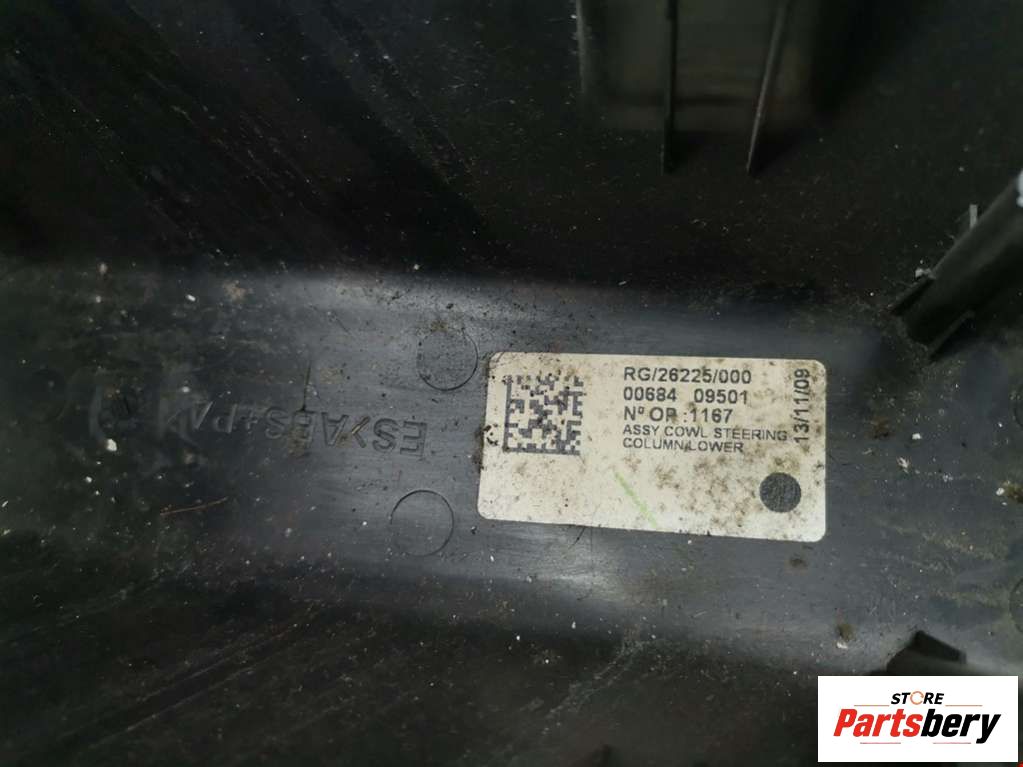 RG/26225/000
00684 09501
Nº OP :1167
ASSY COWL STEERING
COLUMN LOWER
13/11/09
STORE
Partsbery